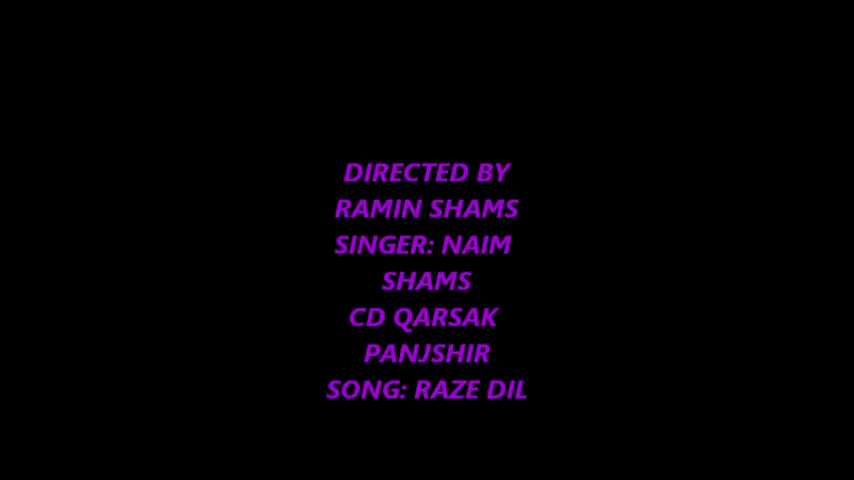 DIRECTED BY
RAMIN SHAMS
SINGER: NAIM
SHAMS
CD QARSAK
PANJSHIR
SONG: RAZE DIL